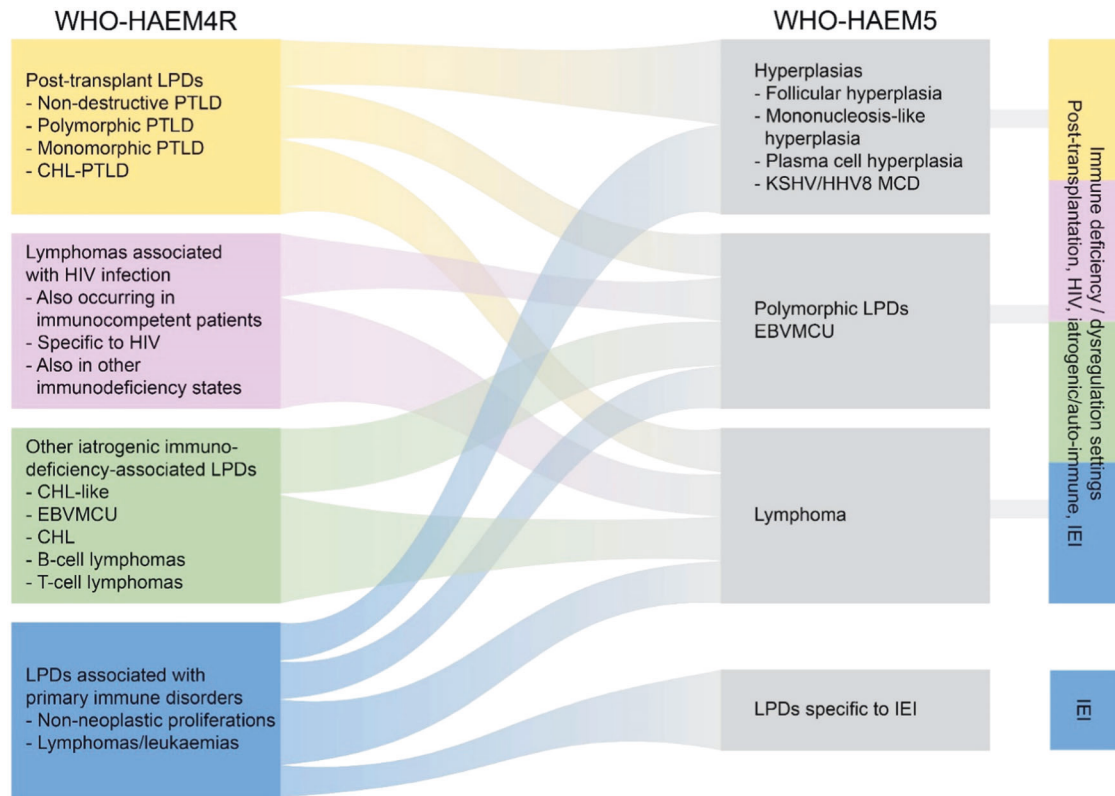 WHO-HAEM4R
WHO-HAEM5
Post-transplant LPDs
- Non-destructive PTLD
- Polymorphic PTLD
- Monomorphic PTLD
- CHL-PTLD
Lymphomas associated
with HIV infection
- Also occurring in
immunocompetent patients
- Specific to HIV
- Also in other
immunodeficiency states
Other iatrogenic immuno-
deficiency-associated LPDs
- CHL-like
- EBVMCU
- CHL
- B-cell lymphomas
- T-cell lymphomas
LPDs associated with
primary immune disorders
- Non-neoplastic proliferations
- Lymphomas/leukaemias
Hyperplasias
- Follicular hyperplasia
- Mononucleosis-like
hyperplasia
- Plasma cell hyperplasia
- KSHV/HHV8 MCD
Polymorphic LPDs
EBVMCU
Lymphoma
LPDs specific to IEI
Immune deficiency / dysregulation settings
Post-transplantation, HIV, iatrogenic/auto-immune, IEI
IEI